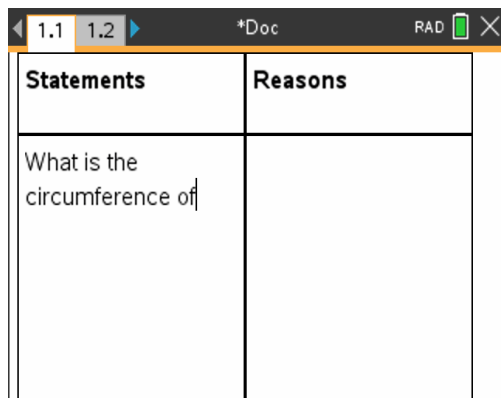 1.1 1.2 *Doc RAD
Statements Reasons
What is the
circumference of